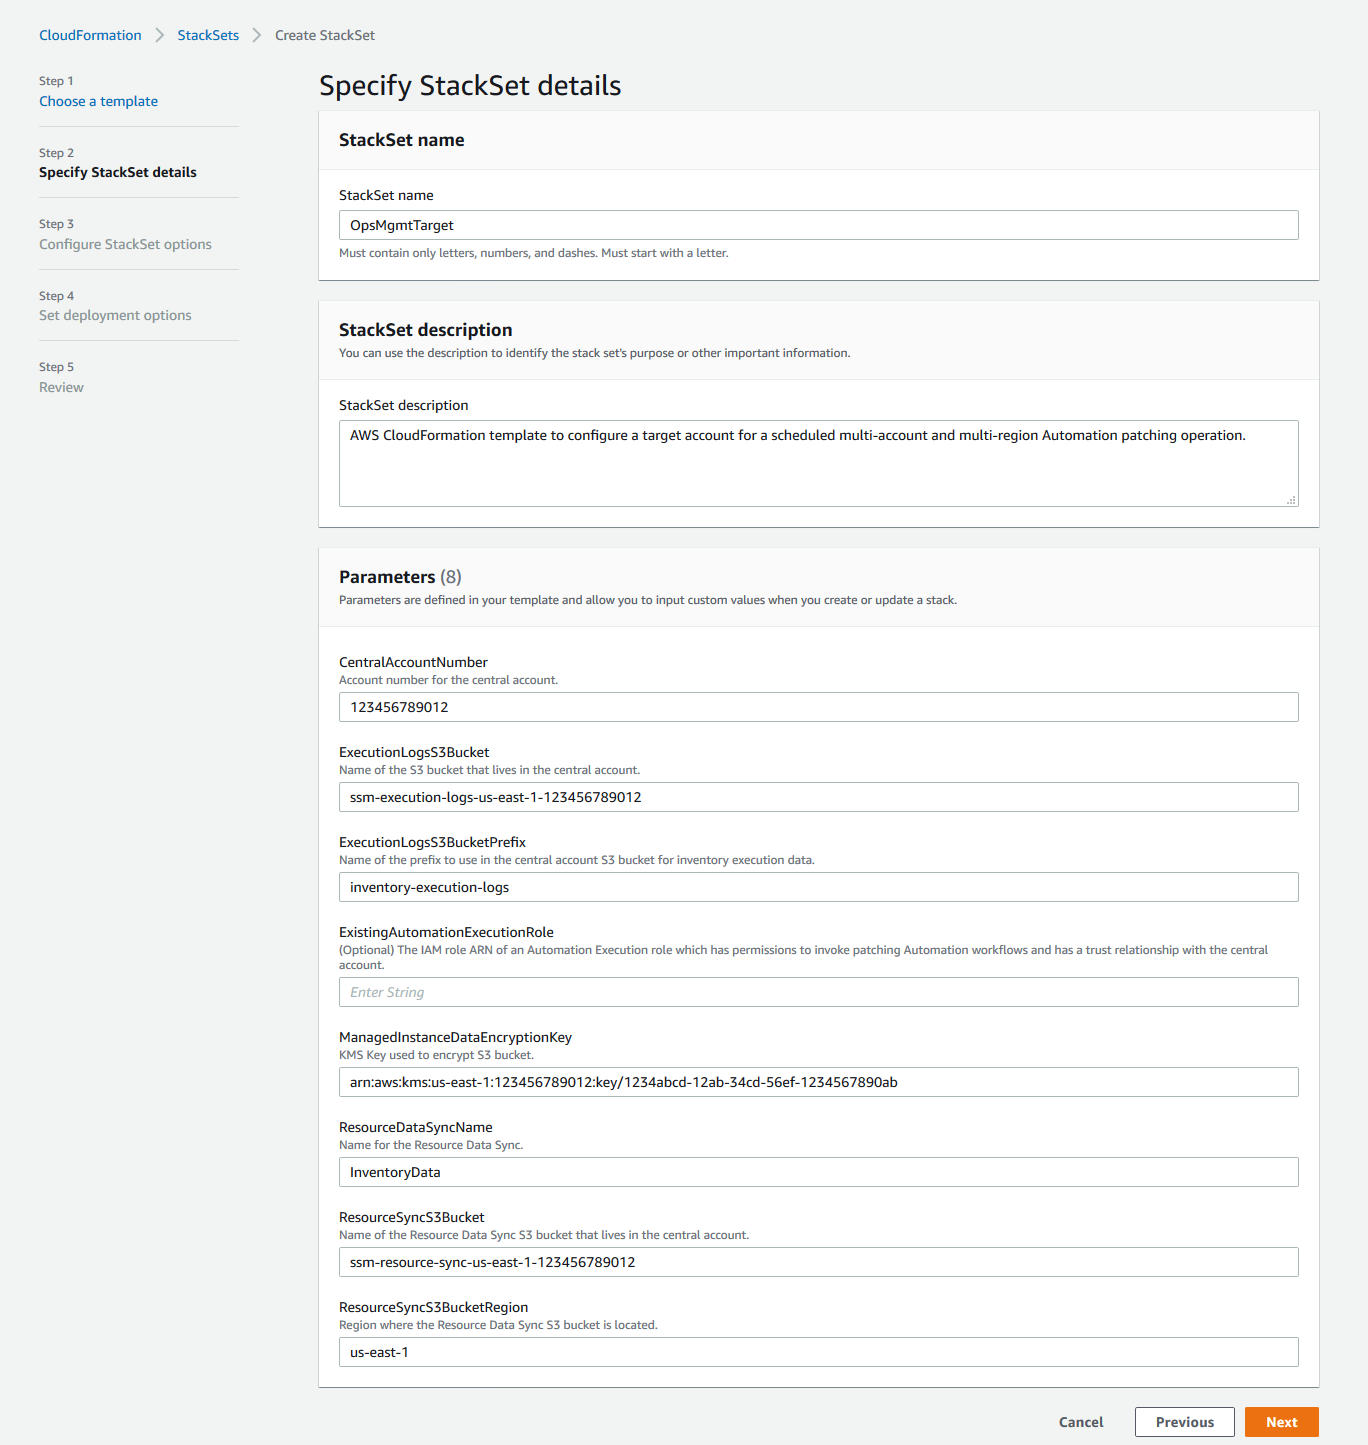 CloudFormation > StackSets > Create StackSet
Step 1
Choose a template
Step 2
Specify StackSet details
Step 3
Configure StackSet options
Step 4
Set deployment options
Step 5
Review
Specify StackSet details
StackSet name
StackSet name
OpsMgmtTarget
Must contain only letters, numbers, and dashes. Must start with a letter.
StackSet description
You can use the description to identify the stack set's purpose or other important information.
StackSet description
AWS CloudFormation template to configure a target account for a scheduled multi-account and multi-region Automation patching operation.
Parameters (8)
Parameters are defined in your template and allow you to input custom values when you create or update a stack.
CentralAccountNumber
Account number for the central account.
123456789012
ExecutionLogsS3Bucket
Name of the S3 bucket that lives in the central account.
ssm-execution-logs-us-east-1-123456789012
ExecutionLogsS3BucketPrefix
Name of the prefix to use in the central account S3 bucket for inventory execution data.
inventory-execution-logs
ExistingAutomationExecutionRole
(Optional) The IAM role ARN of an Automation Execution role which has permissions to invoke patching Automation workflows and has a trust relationship with the central
account.
Enter String
ManagedInstanceDataEncryptionKey
KMS Key used to encrypt S3 bucket.
arn:aws:kms:us-east-1:123456789012:key/1234abcd-12ab-34cd-56ef-1234567890ab
ResourceDataSyncName
Name for the Resource Data Sync.
InventoryData
ResourceSyncS3Bucket
Name of the Resource Data Sync S3 bucket that lives in the central account.
ssm-resource-sync-us-east-1-123456789012
ResourceSyncS3BucketRegion
Region where the Resource Data Sync S3 bucket is located.
us-east-1
Cancel
Previous
Next